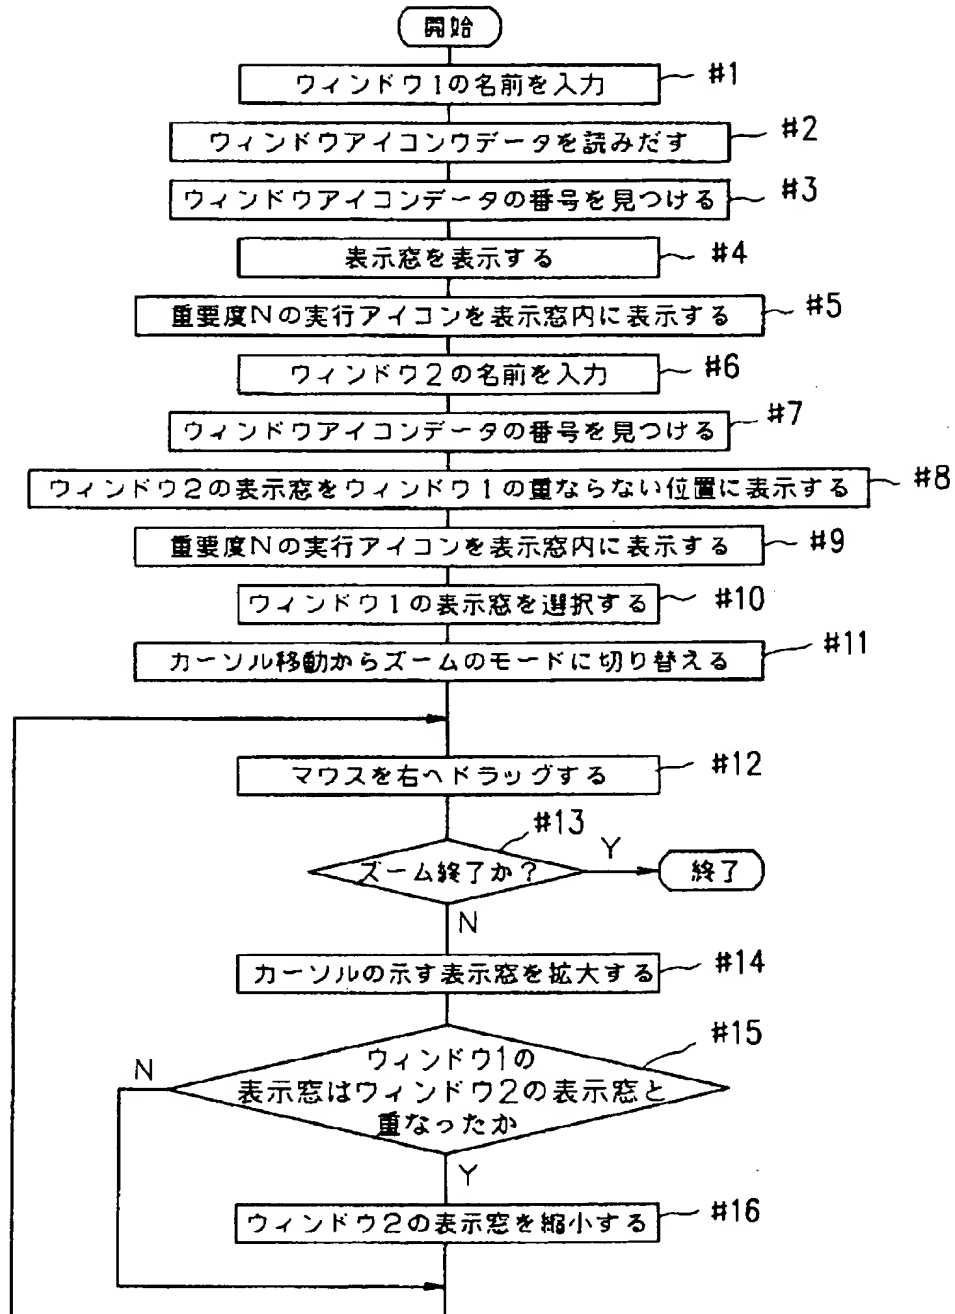 開始
ウィンドウ1の名前を入力
#1
ウィンドウアイコンウデータを読みだす
#2
ウィンドウアイコンデータの番号を見つける
#3
表示窓を表示する
#4
重要度Nの実行アイコンを表示窓内に表示する
#5
ウィンドウ2の名前を入力
#6
ウィンドウアイコンデータの番号を見つける
#7
ウィンドウ2の表示窓をウィンドウ1の重ならない位置に表示する
#8
重要度Nの実行アイコンを表示窓内に表示する
#9
ウィンドウ1の表示窓を選択する
#10
カーソル移動からズームのモードに切り替える
#11
マウスを右へドラッグする
#12
#13
ズーム終了か?
Y
終了
N
カーソルの示す表示窓を拡大する
#14
#15
N
ウィンドウ1の
表示窓はウィンドウ2の表示窓と
重なったか
Y
ウィンドウ2の表示窓を縮小する
#16